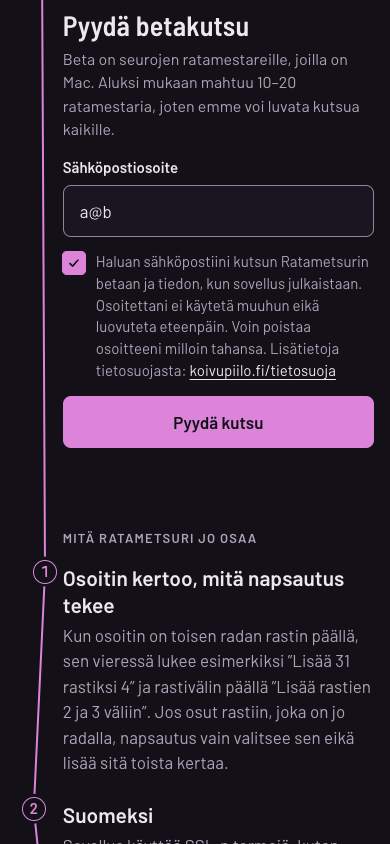 Pyydä betakutsu
Beta on seurojen ratamestareille, joilla on
Mac. Aluksi mukaan mahtuu 10–20
ratamestaria, joten emme voi luvata kutsua
kaikille.
Sähköpostiosoite
a@b
Haluan sähköpostiini kutsun Ratametsurin
betaan ja tiedon, kun sovellus julkaistaan.
Osoitettani ei käytetä muuhun eikä
luovuteta eteenpäin. Voin poistaa
osoitteeni milloin tahansa. Lisätietoja
tietosuojasta: koivupiilo.fi/tietosuoja
Pyydä kutsu
MITÄ RATAMETSURI JO OSAA
1 Osoitin kertoo, mitä napsautus
tekee
Kun osoitin on toisen radan rastin päällä,
sen vieressä lukee esimerkiksi ”Lisää 31
rastiksi 4” ja rastivälin päällä ”Lisää rastien
2 ja 3 väliin”. Jos osut rastiin, joka on jo
radalla, napsautus vain valitsee sen eikä
lisää sitä toista kertaa.
2 Suomeksi